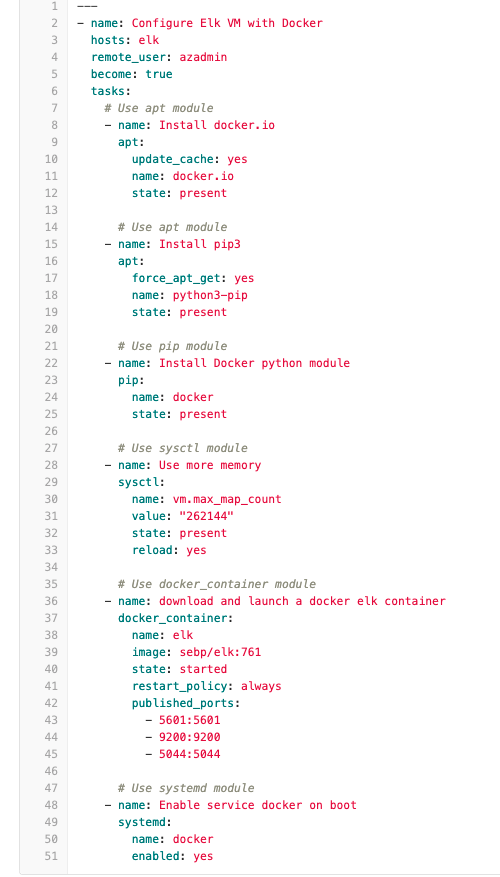 1 ---
2 - name: Configure Elk VM with Docker
3   hosts: elk
4   remote_user: azadmin
5   become: true
6   tasks:
7     # Use apt module
8     - name: Install docker.io
9       apt:
10         update_cache: yes
11         name: docker.io
12         state: present
13
14       # Use apt module
15     - name: Install pip3
16       apt:
17         force_apt_get: yes
18         name: python3-pip
19         state: present
20
21       # Use pip module
22     - name: Install Docker python module
23       pip:
24         name: docker
25         state: present
26
27       # Use sysctl module
28     - name: Use more memory
29       sysctl:
30         name: vm.max_map_count
31         value: "262144"
32         state: present
33         reload: yes
34
35       # Use docker_container module
36     - name: download and launch a docker elk container
37       docker_container:
38         name: elk
39         image: sebp/elk:761
40         state: started
41         restart_policy: always
42         published_ports:
43           - 5601:5601
44           - 9200:9200
45           - 5044:5044
46
47       # Use systemd module
48     - name: Enable service docker on boot
49       systemd:
50         name: docker
51         enabled: yes